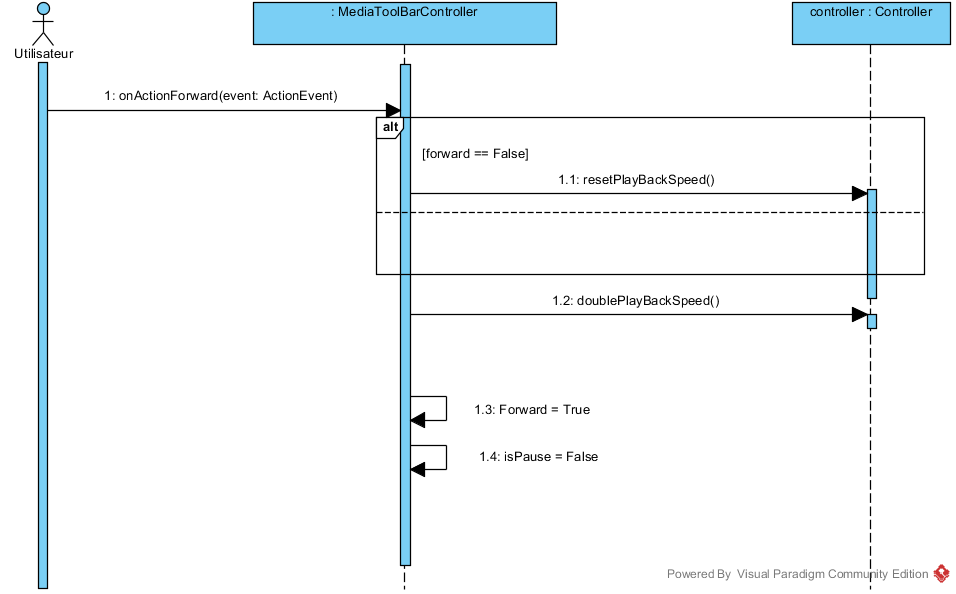 : MediaToolBarController
controller : Controller
Utilisateur
1: onActionForward(event: ActionEvent)
alt
[forward == False]
1.1: resetPlayBackSpeed()
1.2: doublePlayBackSpeed()
1.3: Forward = True
1.4: isPause = False
Powered By Visual Paradigm Community Edition